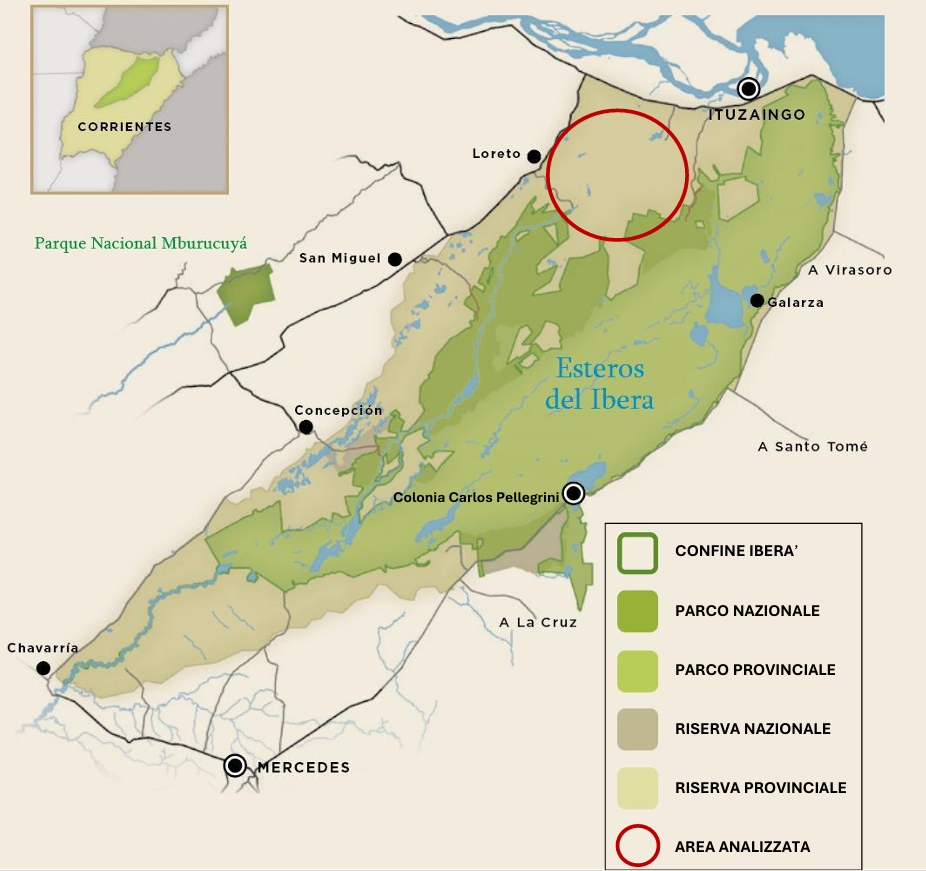 CORRIENTES
ITUZAINGO
Loreto
Parque Nacional Mburucuyá
San Miguel
A Virasoro
Galarza
Esteros
del Ibera
Concepción
A Santo Tomé
Colonia Carlos Pellegrini
CONFINE IBERA’
PARCO NAZIONALE
A La Cruz
Chavarría
PARCO PROVINCIALE
RISERVA NAZIONALE
MERCEDES
RISERVA PROVINCIALE
AREA ANALIZZATA